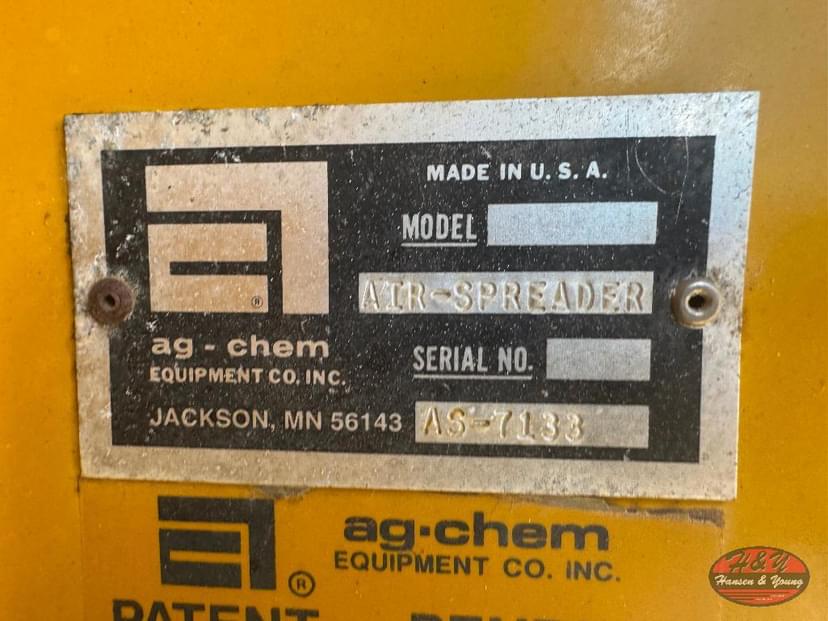 MADE IN U. S. A.
MODEL
AIR-SPREADER
ag - chem
EQUIPMENT CO. INC.
SERIAL NO.
JACKSON, MN 56143
AS-7133
ag·chem
EQUIPMENT CO. INC.
®
PATENT
H&Y
Hansen & Young